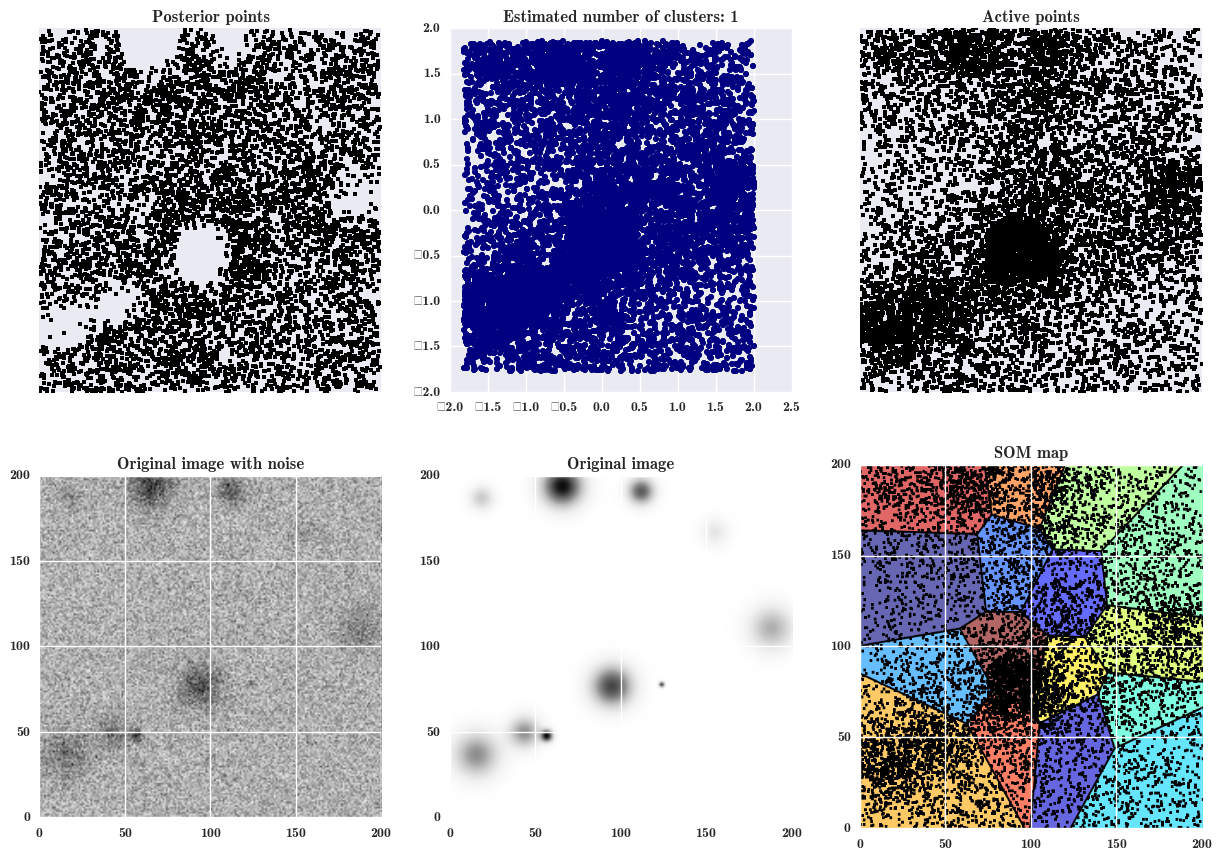 Posterior points
Estimated number of clusters: 1
Active points
2.0
1.5
1.0
0.5
0.0
□0.5
□1.0
□1.5
□2.0
□2.0 □1.5 □1.0 □0.5 0.0 0.5 1.0 1.5 2.0 2.5
Original image with noise
Original image
SOM map
200
150
100
50
0
0 50 100 150 200
200
150
100
50
0
0 50 100 150 200
200
150
100
50
0
0 50 100 150 200